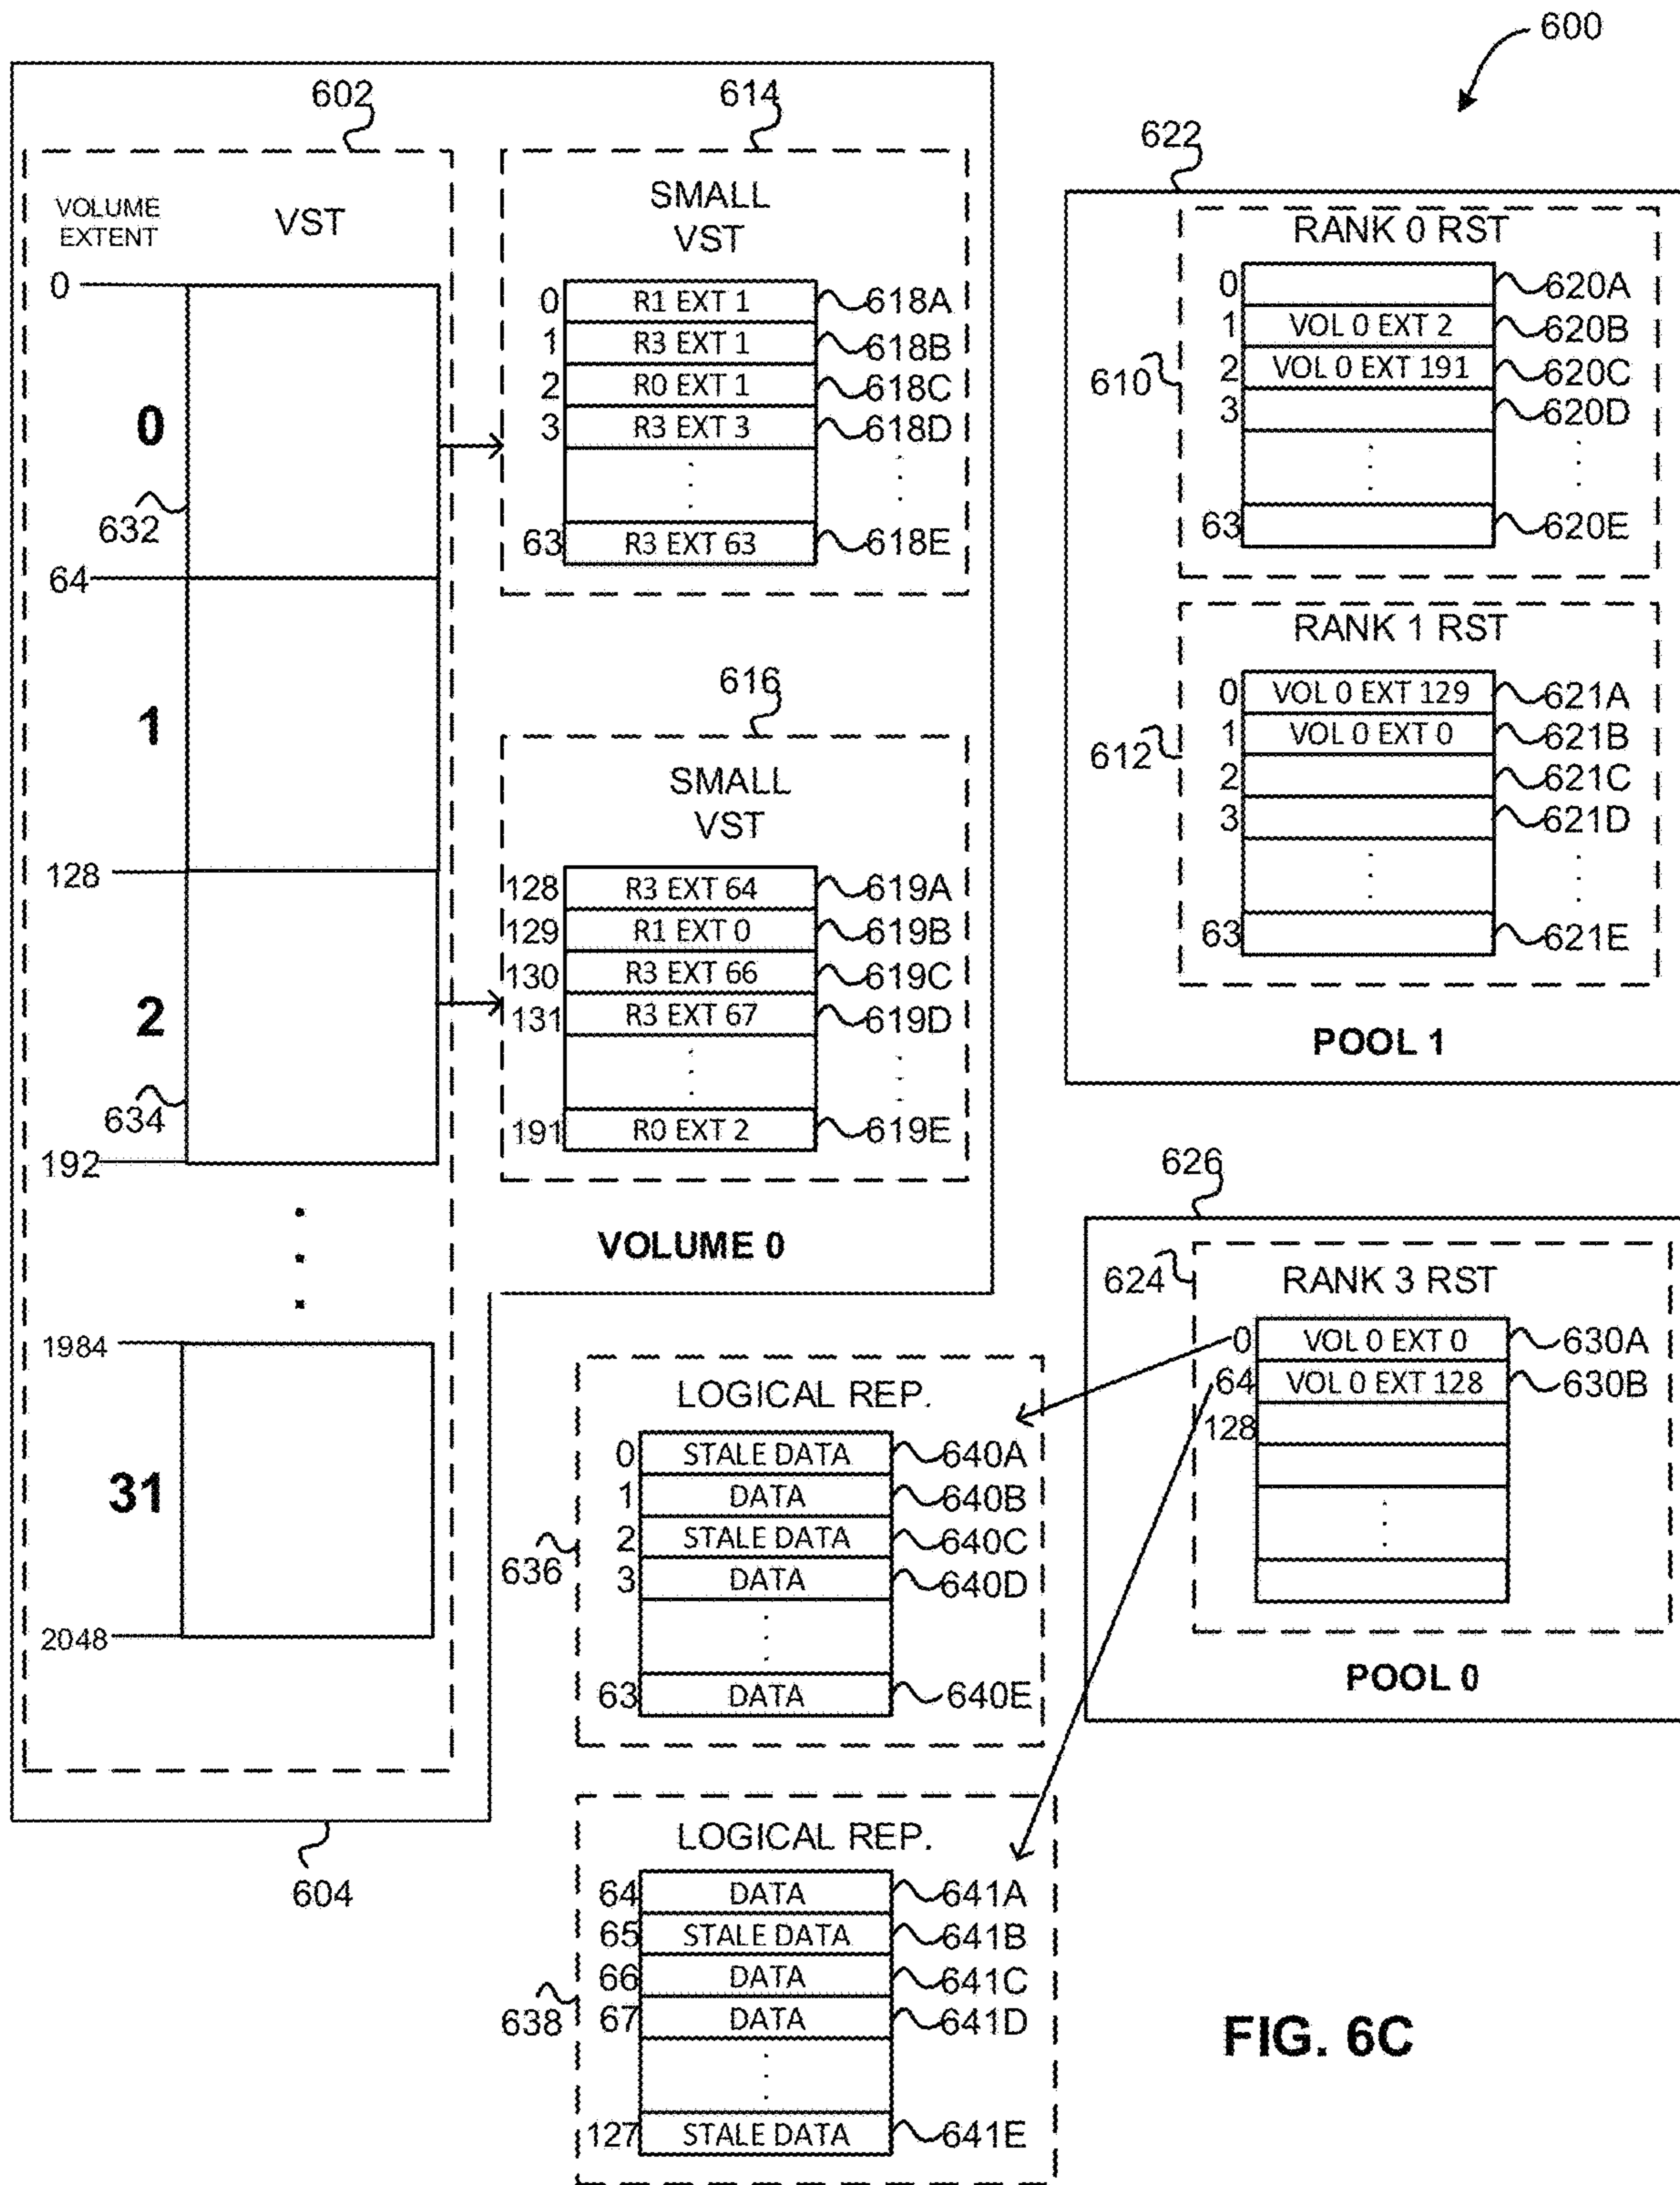 600
602
VOLUME
EXTENT
VST
0
0
632
64
1
128
2
634
192
1984
31
2048
604
614
SMALL
VST
0 R1 EXT 1 618A
1 R3 EXT 1 618B
2 R0 EXT 1 618C
3 R3 EXT 3 618D
63 R3 EXT 63 618E
616
SMALL
VST
128 R3 EXT 64 619A
129 R1 EXT 0 619B
130 R3 EXT 66 619C
131 R3 EXT 67 619D
191 R0 EXT 2 619E
VOLUME 0
622
610
RANK 0 RST
0 620A
1 VOL 0 EXT 2 620B
2 VOL 0 EXT 191 620C
3 620D
63 620E
612
RANK 1 RST
0 VOL 0 EXT 129 621A
1 VOL 0 EXT 0 621B
2 621C
3 621D
63 621E
POOL 1
626
624
RANK 3 RST
0 VOL 0 EXT 0 630A
64 VOL 0 EXT 128 630B
128
POOL 0
636
LOGICAL REP.
0 STALE DATA 640A
1 DATA 640B
2 STALE DATA 640C
3 DATA 640D
63 DATA 640E
638
LOGICAL REP.
64 DATA 641A
65 STALE DATA 641B
66 DATA 641C
67 DATA 641D
127 STALE DATA 641E
FIG. 6C